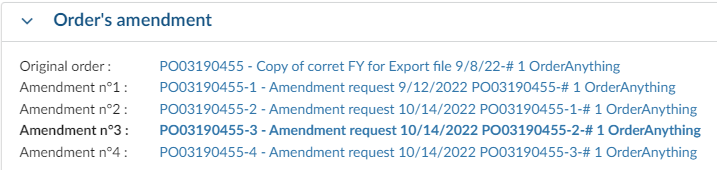 Order's amendment
Original order : PO03190455 - Copy of corret FY for Export file 9/8/22-# 1 OrderAnything
Amendment n°1 : PO03190455-1 - Amendment request 9/12/2022 PO03190455-# 1 OrderAnything
Amendment n°2 : PO03190455-2 - Amendment request 10/14/2022 PO03190455-1-# 1 OrderAnything
Amendment n°3 : PO03190455-3 - Amendment request 10/14/2022 PO03190455-2-# 1 OrderAnything
Amendment n°4 : PO03190455-4 - Amendment request 10/14/2022 PO03190455-3-# 1 OrderAnything